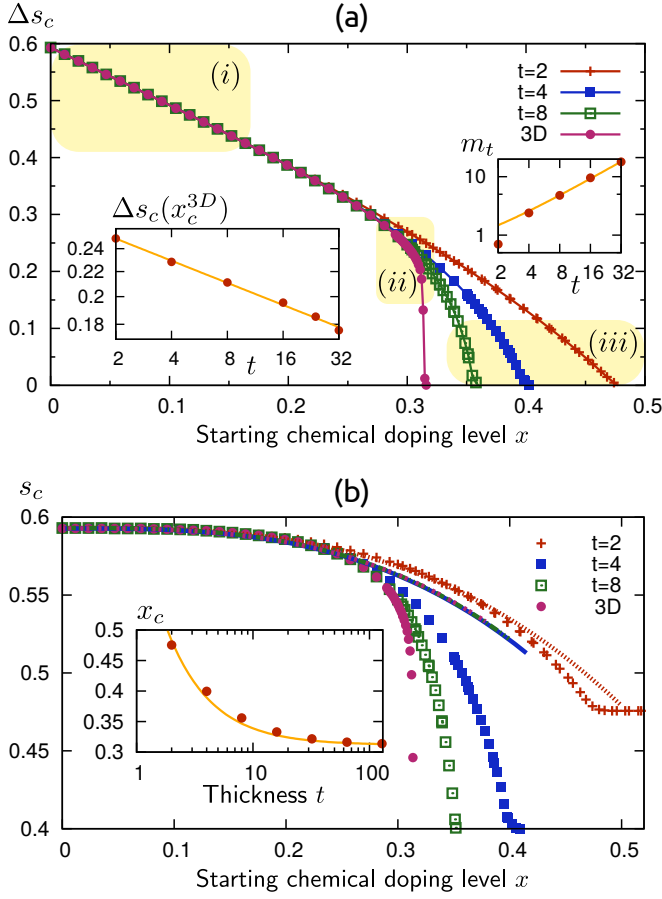 Δs_c (a)
0.6
0.5
0.4
0.3
0.2
0.1
0
0 0.1 0.2 0.3 0.4 0.5
Starting chemical doping level x
(i)
(ii)
(iii)
t=2
t=4
t=8
3D
Δs_c(x_c^{3D})
0.24
0.22
0.2
0.18
2 4 8 16 32
t
m_t
10
1
2 4 8 16 32
t
s_c (b)
0.6
0.55
0.5
0.45
0.4
0 0.1 0.2 0.3 0.4 0.5
Starting chemical doping level x
t=2
t=4
t=8
3D
x_c
0.5
0.45
0.4
0.35
0.3
1 10 100
Thickness t